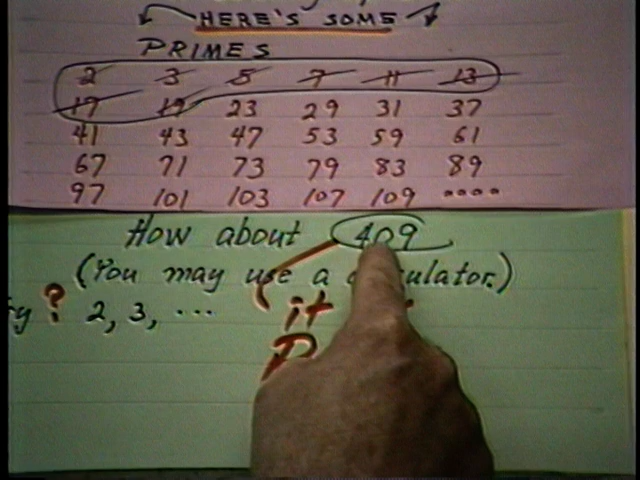 HERE'S SOME
PRIMES
2 3 5 7 11 13
17 19 23 29 31 37
41 43 47 53 59 61
67 71 73 79 83 89
97 101 103 107 109 ....
How about 409
(You may use a calculator.)
? 2, 3, ...
it